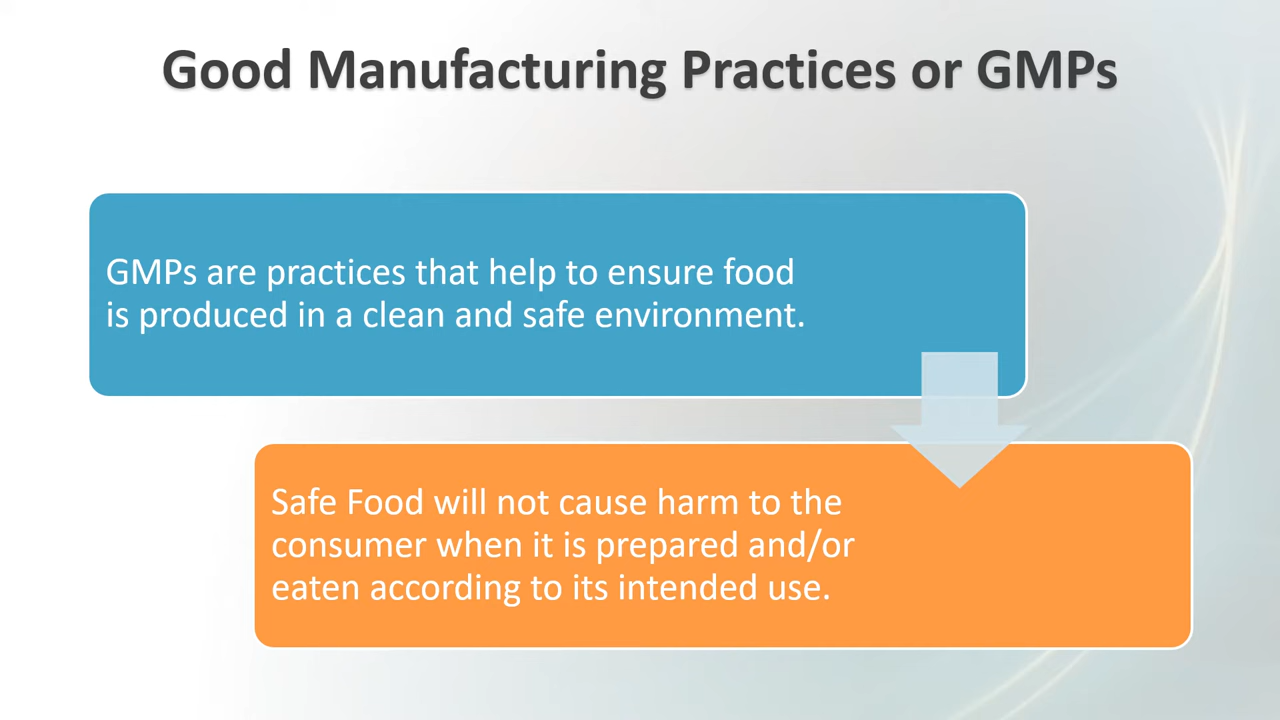 Good Manufacturing Practices or GMPs
GMPs are practices that help to ensure food
is produced in a clean and safe environment.
Safe Food will not cause harm to the
consumer when it is prepared and/or
eaten according to its intended use.